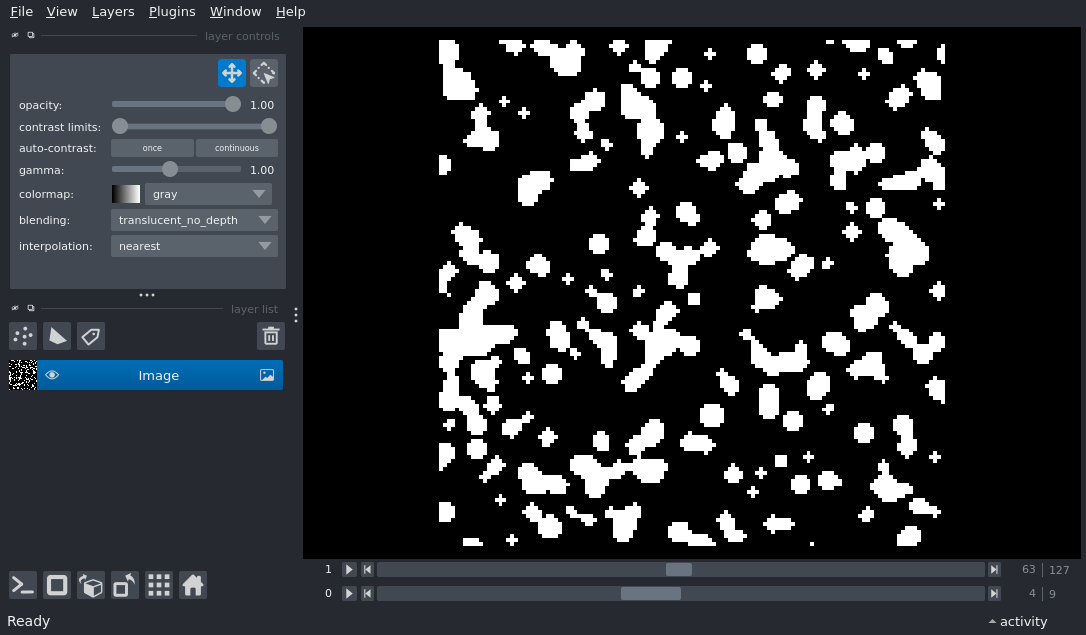 File View Layers Plugins Window Help
layer controls
opacity: 1.00
contrast limits:
auto-contrast: once continuous
gamma: 1.00
colormap: gray
blending: translucent_no_depth
interpolation: nearest
layer list
Image
1 63 127
0 4 9
Ready activity